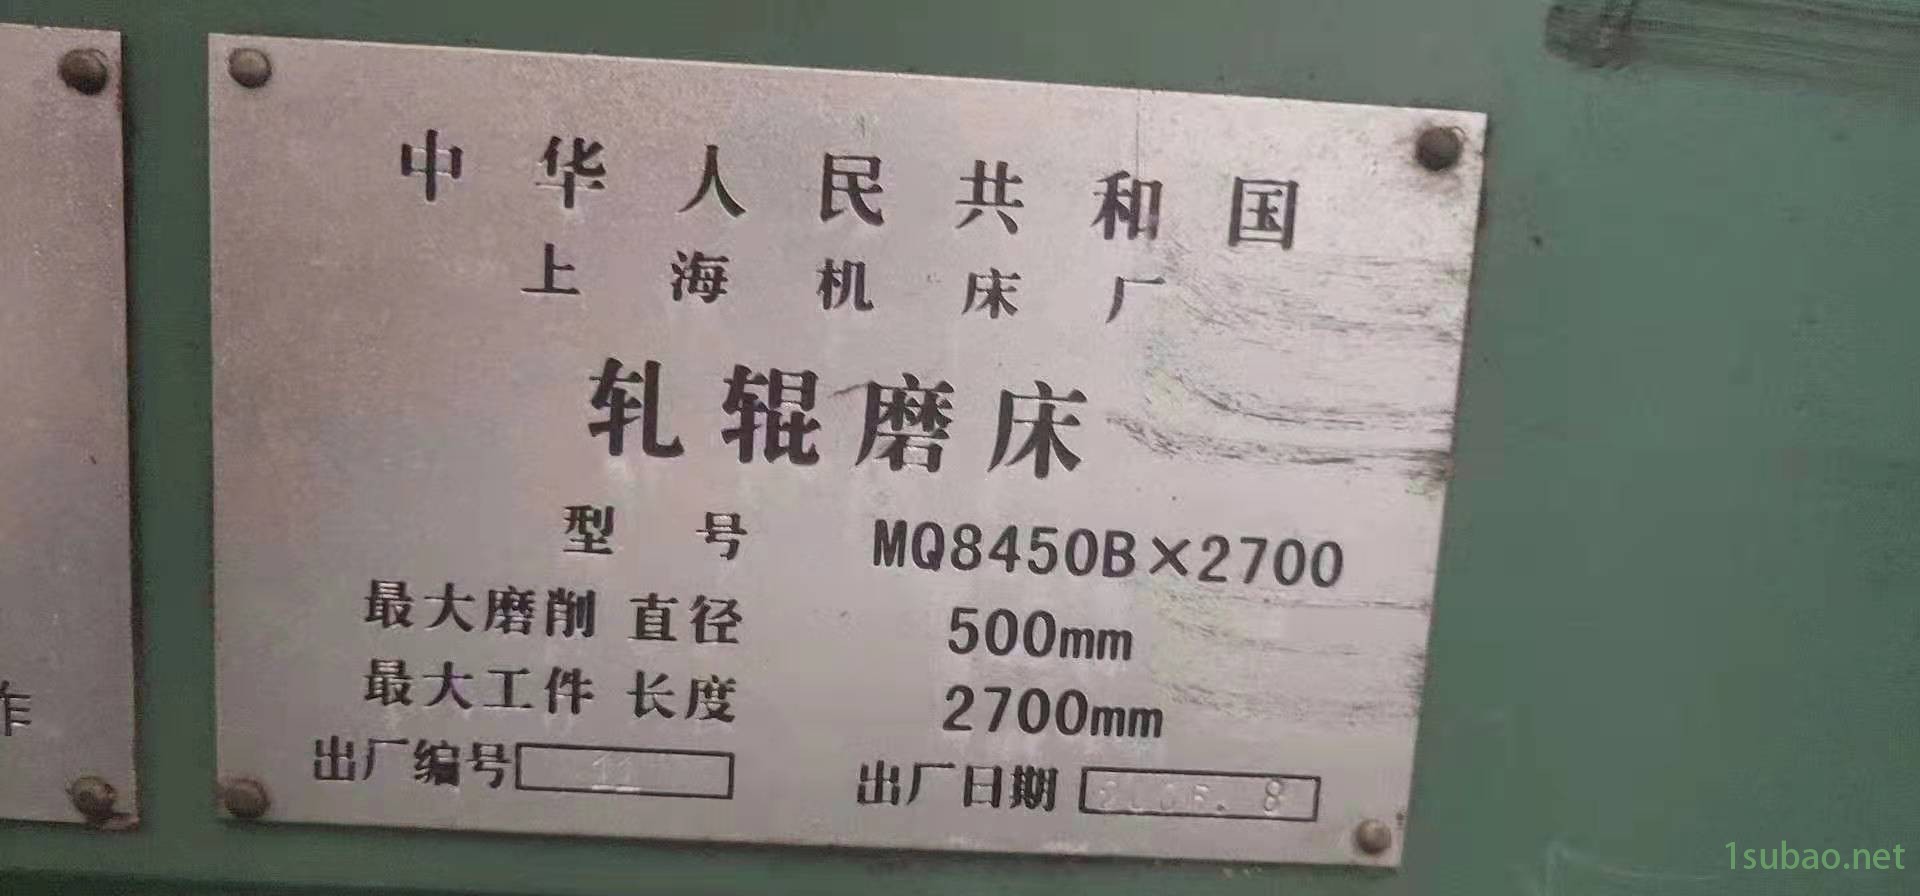 中华人民共和国
上海机床厂
轧辊磨床
型号 MQ8450B×2700
最大磨削直径 500mm
最大工件长度 2700mm
出厂编号 11
出厂日期
作
1subao.net